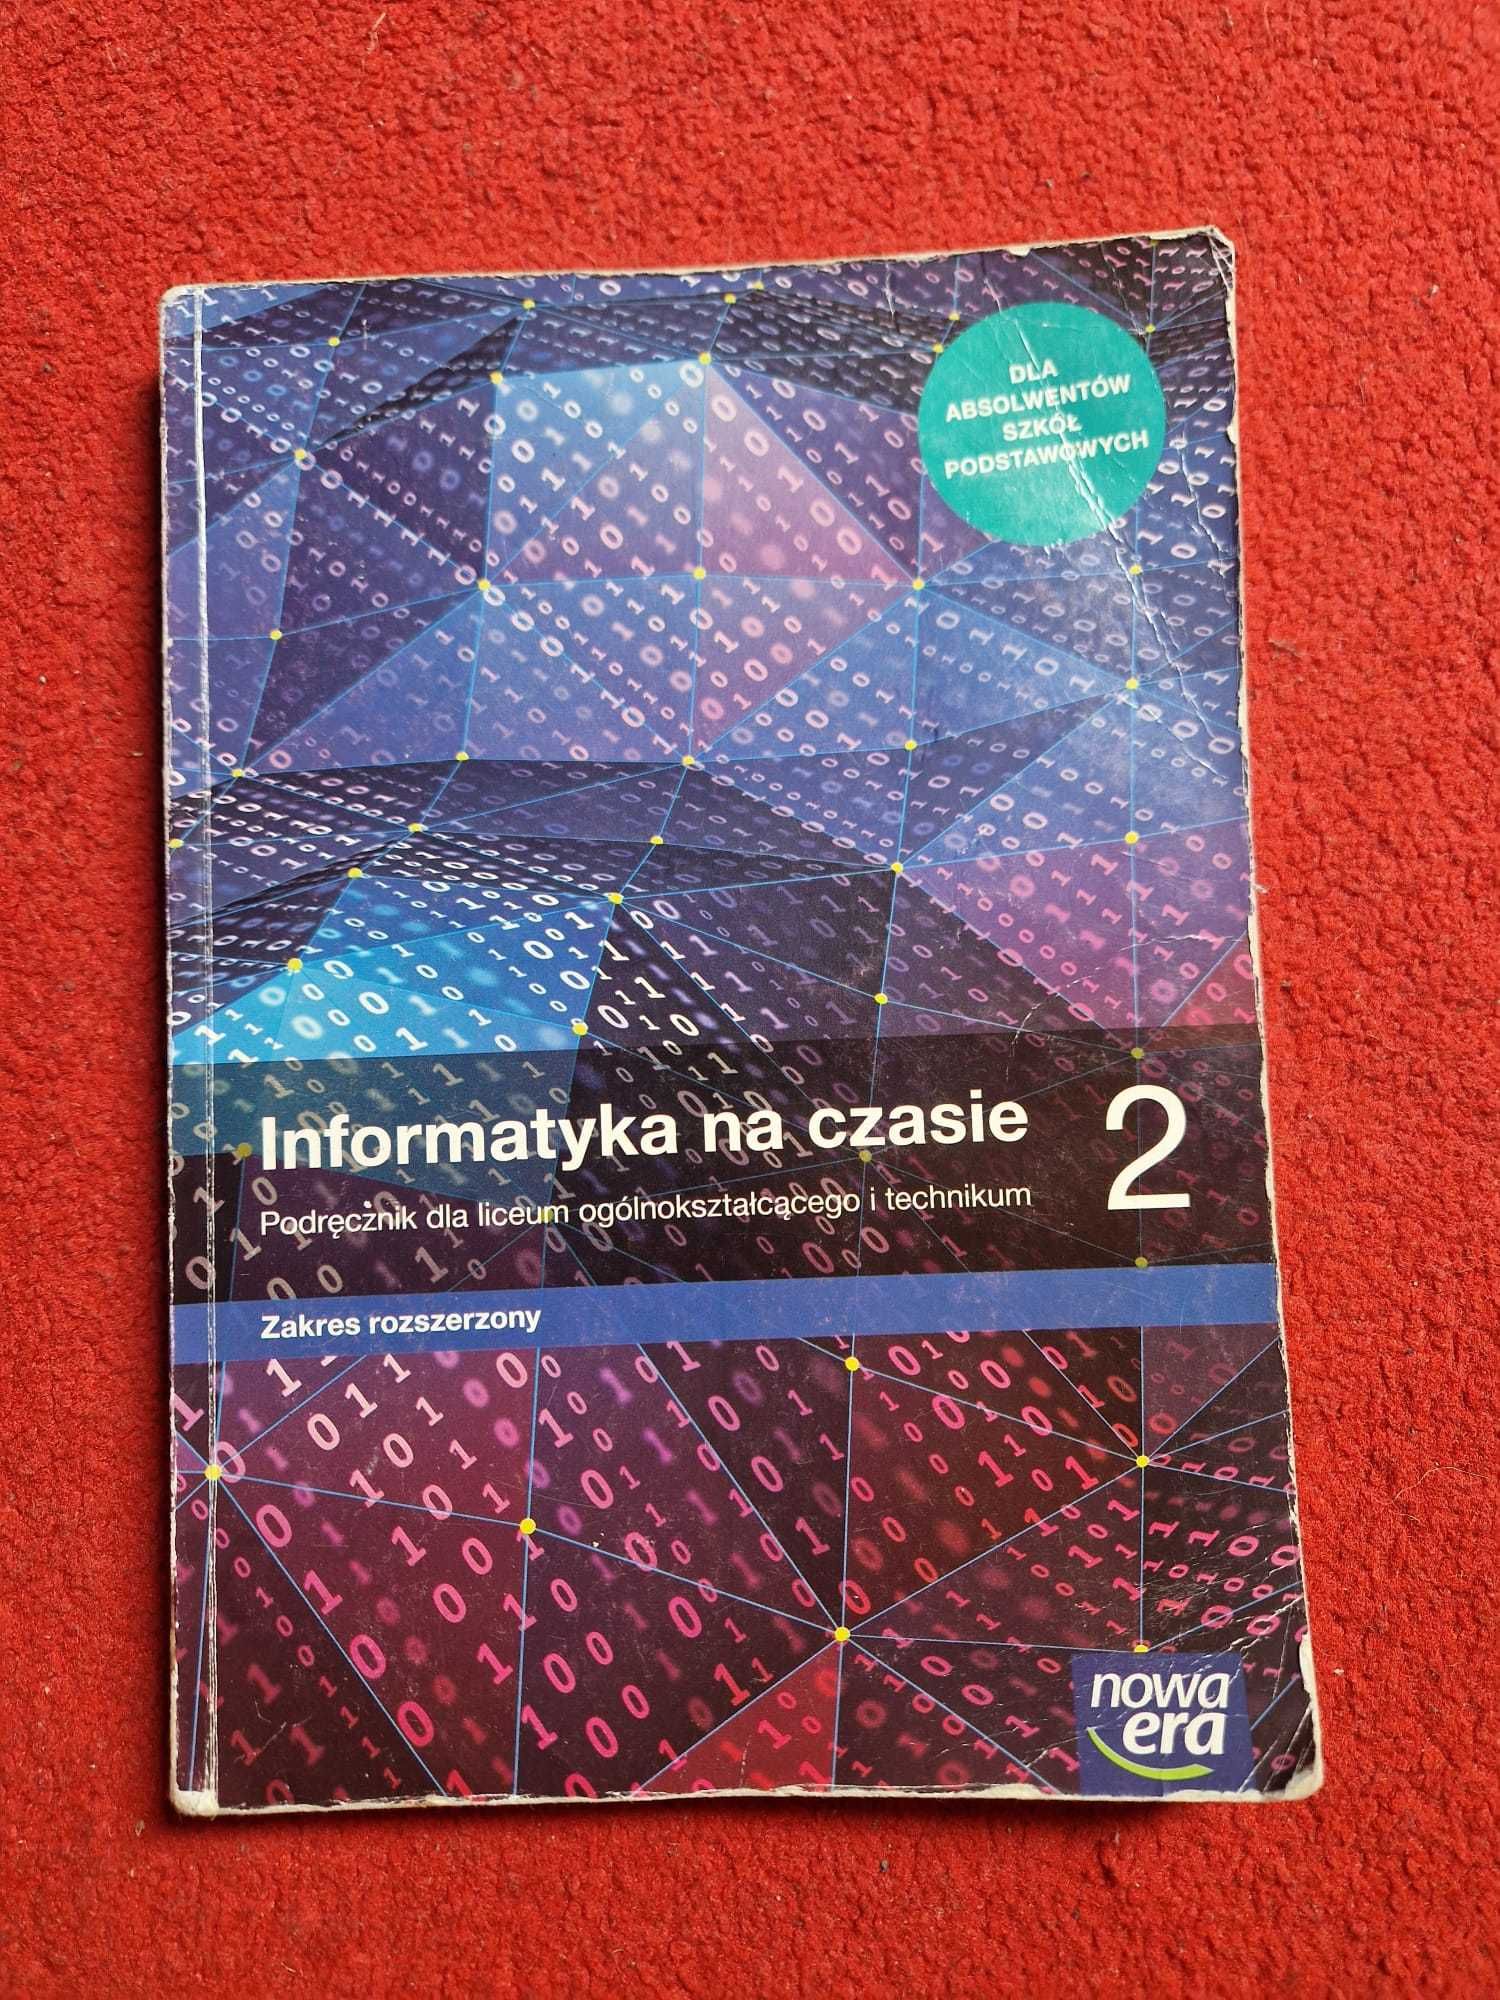 DLA
ABSOLWENTÓW
SZKÓŁ
PODSTAWOWYCH
Informatyka na czasie 2
Podręcznik dla liceum ogólnokształcącego i technikum
Zakres rozszerzony
nowa
era